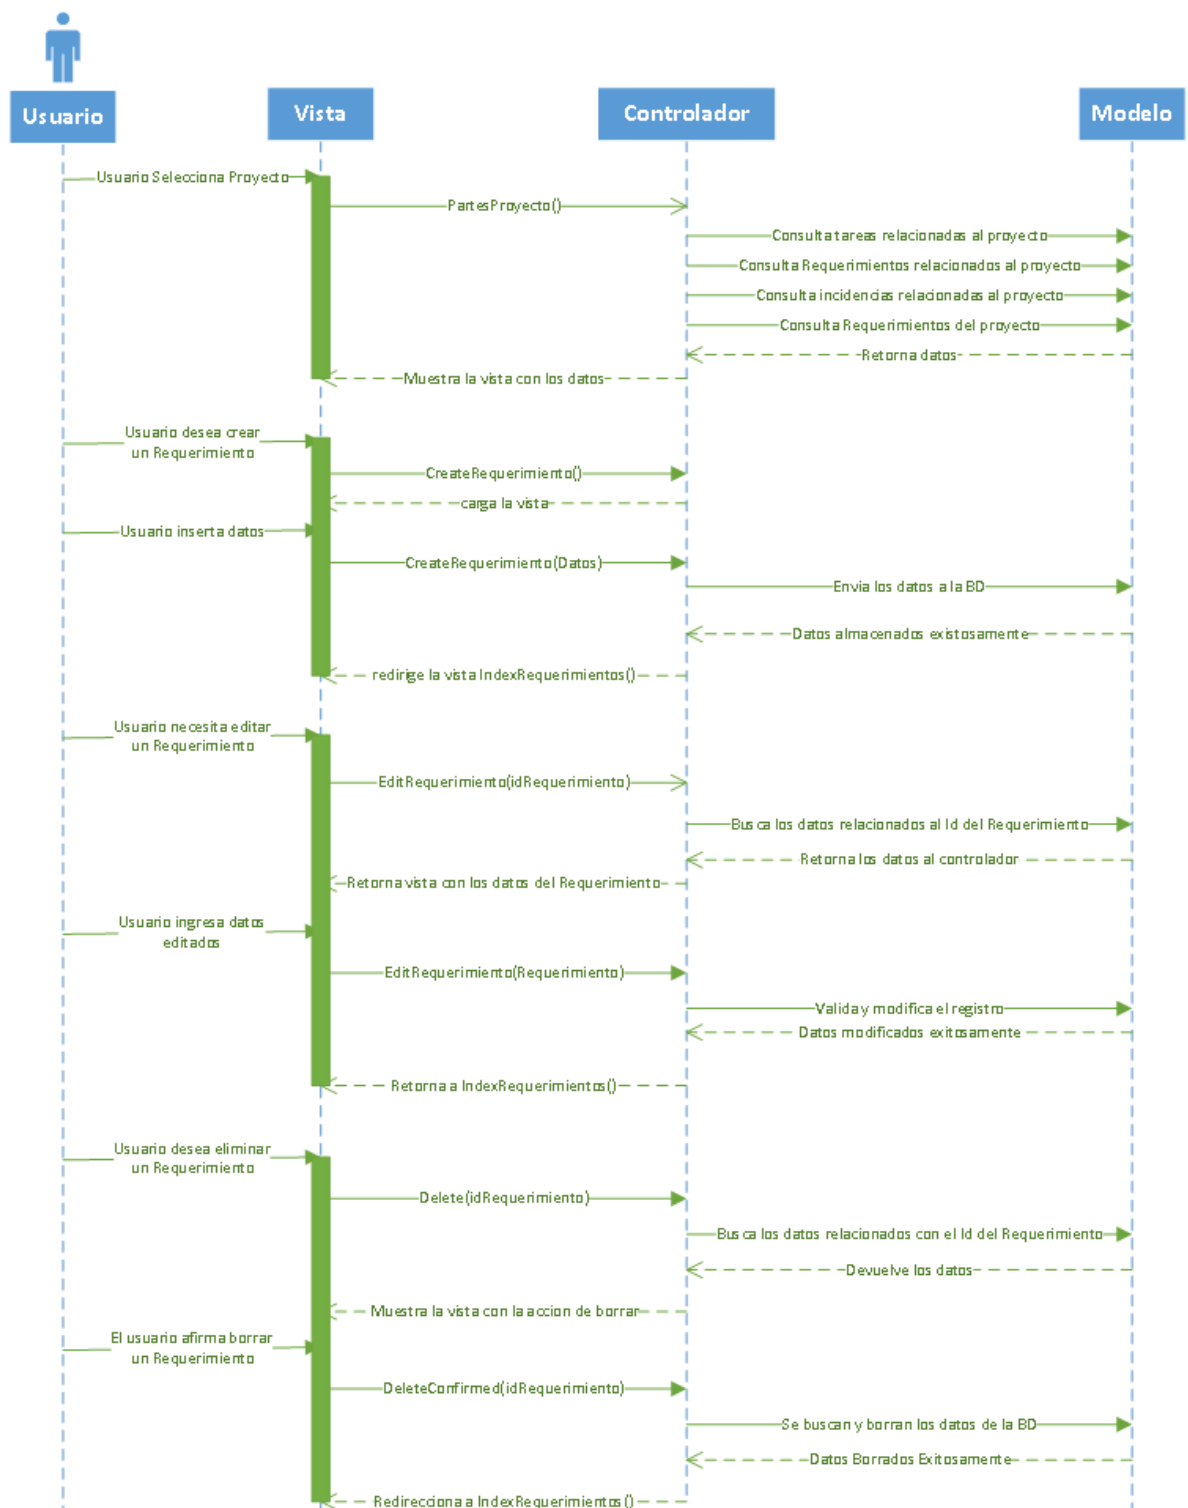 Usuario
Vista
Controlador
Modelo
Usuario Selecciona Proyecto
PartesProyecto()
Consulta tareas relacionadas al proyecto
Consulta Requerimientos relacionados al proyecto
Consulta incidencias relacionadas al proyecto
Consulta Requerimientos del proyecto
Retorna datos
Muestra la vista con los datos
Usuario desea crear
un Requerimiento
CreateRequerimiento()
carga la vista
Usuario inserta datos
CreateRequerimiento(Datos)
Envia los datos a la BD
Datos almacenados existosamente
redirige la vista IndexRequerimientos()
Usuario necesita editar
un Requerimiento
EditRequerimiento(idRequerimiento)
Busca los datos relacionados al Id del Requerimiento
Retorna los datos al controlador
Retorna vista con los datos del Requerimiento
Usuario ingresa datos
editados
EditRequerimiento(Requerimiento)
Valida y modifica el registro
Datos modificados exitosamente
Retorna a IndexRequerimientos()
Usuario desea eliminar
un Requerimiento
Delete(idRequerimiento)
Busca los datos relacionados con el Id del Requerimiento
Devuelve los datos
Muestra la vista con la accion de borrar
El usuario afirma borrar
un Requerimiento
DeleteConfirmed(idRequerimiento)
Se buscan y borran los datos de la BD
Datos Borrados Exitosamente
Redirecciona a IndexRequerimientos()